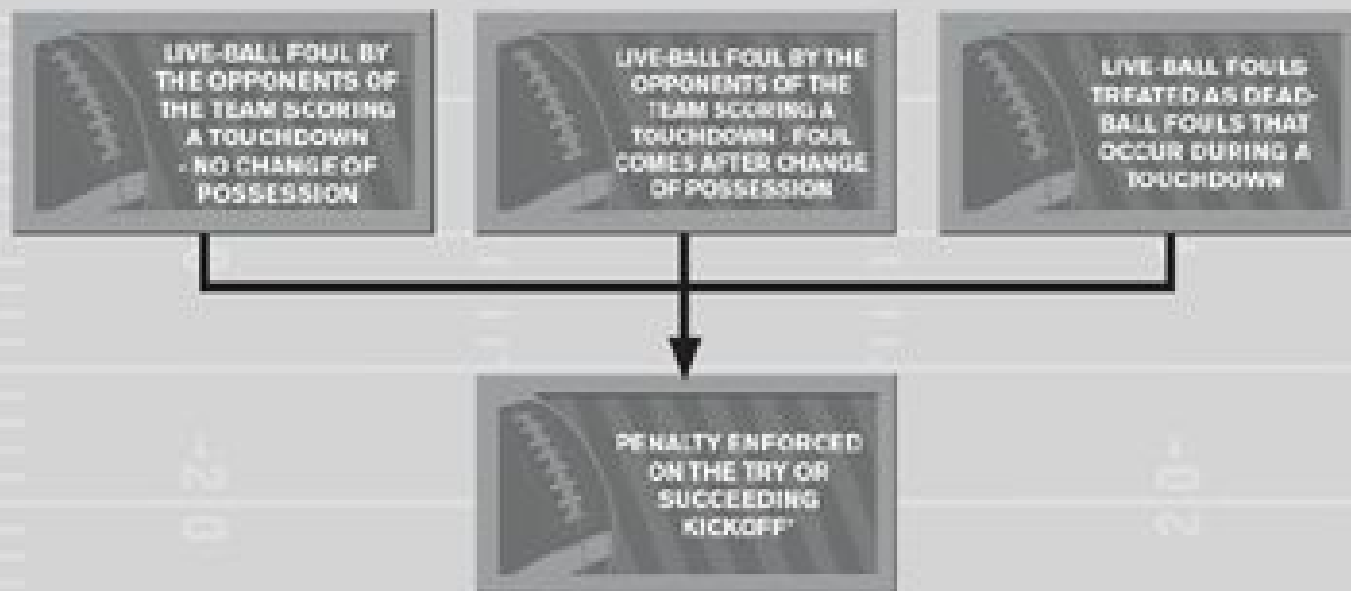 LIVE-BALL FOUL BY
THE OPPONENTS OF
THE TEAM SCORING
A TOUCHDOWN
- NO CHANGE OF
POSSESSION
LIVE-BALL FOUL BY THE
OPPONENTS OF THE
TEAM SCORING A
TOUCHDOWN - FOUL
COMES AFTER CHANGE
OF POSSESSION
LIVE-BALL FOULS
TREATED AS DEAD-
BALL FOULS THAT
OCCUR DURING A
TOUCHDOWN
PENALTY ENFORCED
ON THE TRY OR
SUCCEEDING
KICKOFF*